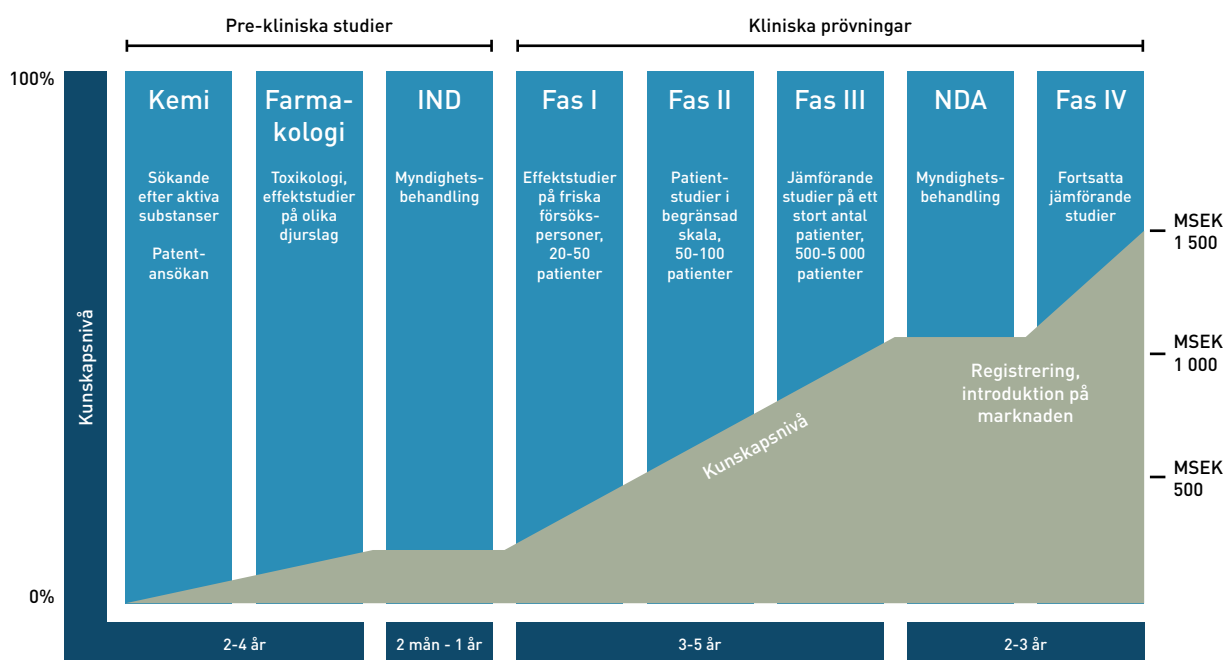 Pre-kliniska studier
Kliniska prövningar
100%
0%
Kunskapsnivå
Kemi
Sökande
efter aktiva
substanser
Patent-
ansökan
Farma-
kologi
Toxikologi,
effektstudier
på olika
djurslag
IND
Myndighets-
behandling
Fas I
Effektstudier
på friska
försöks-
personer,
20-50
patienter
Fas II
Patient-
studier i
begränsad
skala,
50-100
patienter
Fas III
Jämförande
studier på ett
stort antal
patienter,
500-5 000
patienter
NDA
Myndighets-
behandling
Fas IV
Fortsatta
jämförande
studier
MSEK
1 500
MSEK
1 000
MSEK
500
Kunskapsnivå
Registrering,
introduktion på
marknaden
2-4 år
2 mån - 1 år
3-5 år
2-3 år